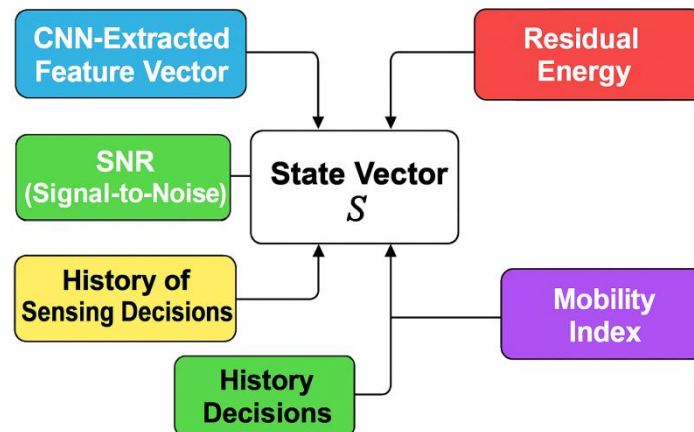 CNN-Extracted
Feature Vector
Residual
Energy
SNR
(Signal-to-Noise)
State Vector
S
History of
Sensing Decisions
Mobility
Index
History
Decisions